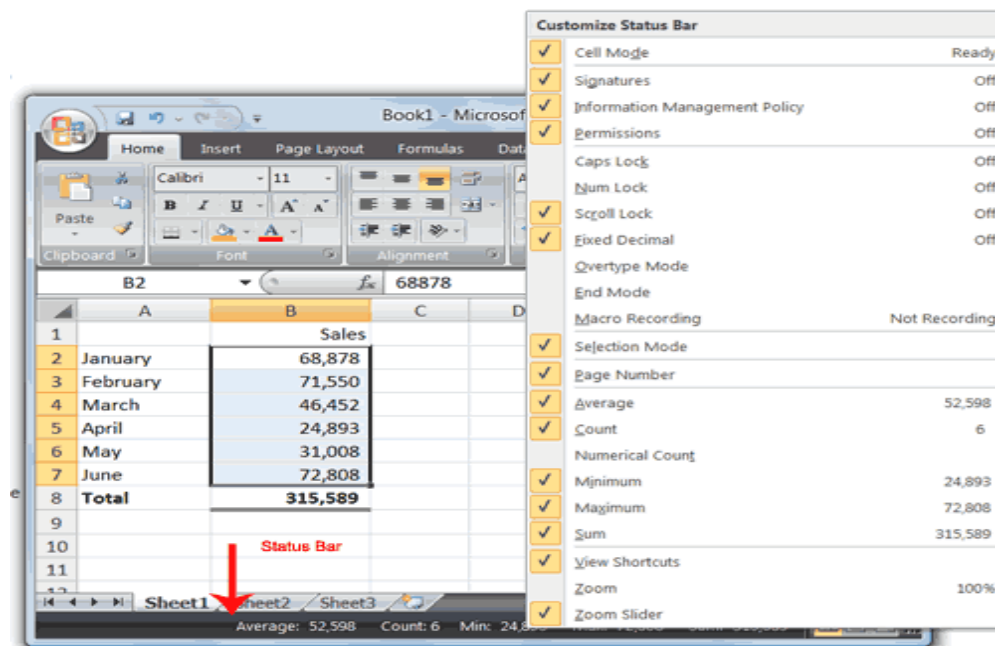 Customize Status Bar
Cell Mode Ready
Signatures Off
Information Management Policy Off
Permissions Off
Caps Lock Off
Num Lock Off
Scroll Lock Off
Fixed Decimal Off
Overtype Mode
End Mode
Macro Recording Not Recording
Selection Mode
Page Number
Average 52,598
Count 6
Numerical Count
Minimum 24,893
Maximum 72,808
Sum 315,589
View Shortcuts
Zoom 100%
Zoom Slider
Book1 - Microsof
Home Insert Page Layout Formulas Dat
Calibri 11
Paste B I U A A
A
Clipboard Font Alignment
B2 fx 68878
A B C D
1 Sales
2 January 68,878
3 February 71,550
4 March 46,452
5 April 24,893
6 May 31,008
7 June 72,808
8 Total 315,589
9
10 Status Bar
11
Sheet1 Sheet2 Sheet3
Average: 52,598 Count: 6 Min:
e